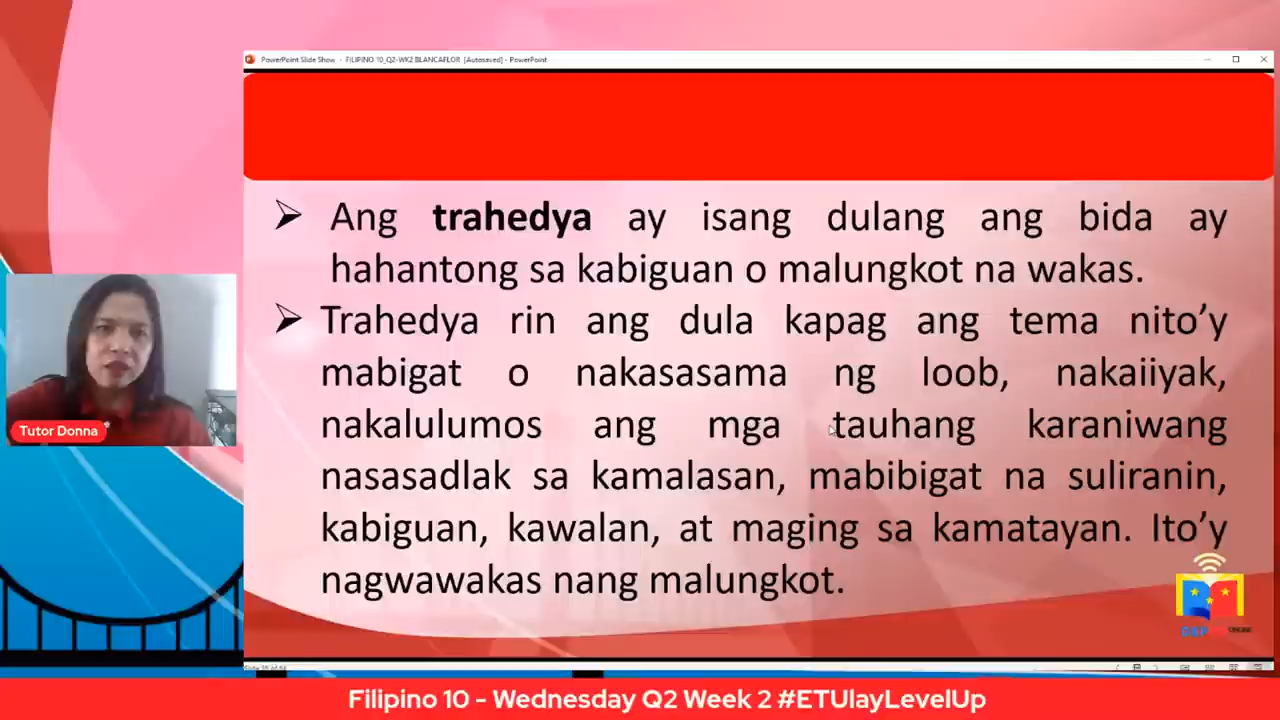 PowerPoint Slide Show - FILIPINO 10_Q2-WK2 BLANCAFLOR [Autosaved] - PowerPoint
➢ Ang trahedya ay isang dulang ang bida ay
hahantong sa kabiguan o malungkot na wakas.
➢ Trahedya rin ang dula kapag ang tema nito’y
mabigat o nakasasama ng loob, nakaiiyak,
nakalulumos ang mga tauhang karaniwang
nasasadlak sa kamalasan, mabibigat na suliranin,
kabiguan, kawalan, at maging sa kamatayan. Ito’y
nagwawakas nang malungkot.
Tutor Donna
Filipino 10 - Wednesday Q2 Week 2 #ETUlayLevelUp